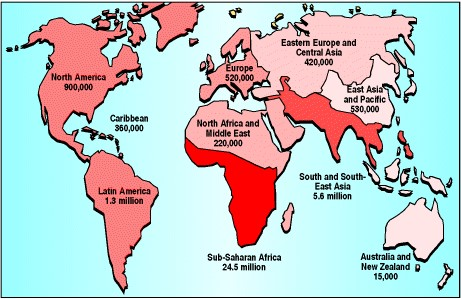 Eastern Europe and
Central Asia
420,000
North America
900,000
Europe
520,000
East Asia
and Pacific
530,000
Caribbean
360,000
North Africa and
Middle East
220,000
South and South-
East Asia
5.6 million
Latin America
1.3 million
Sub-Saharan Africa
24.5 million
Australia and
New Zealand
15,000